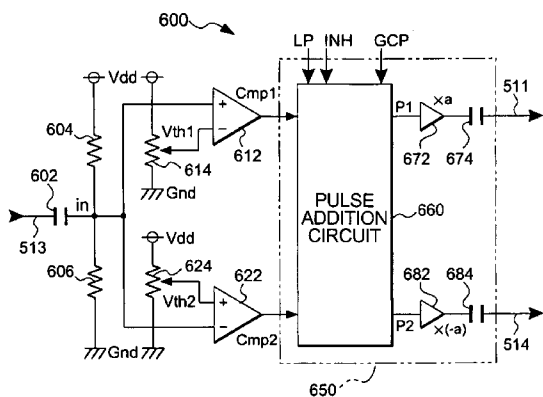 600
LP INH GCP
Vdd Vdd
Cmp1
P1 ×a 511
604
Vth1
614
612
672 674
602
Gnd
in
PULSE
ADDITION
CIRCUIT
660
513
Vdd
606
624
622
682 684
Vth2
P2
×(-a)
514
Gnd
Cmp2
650